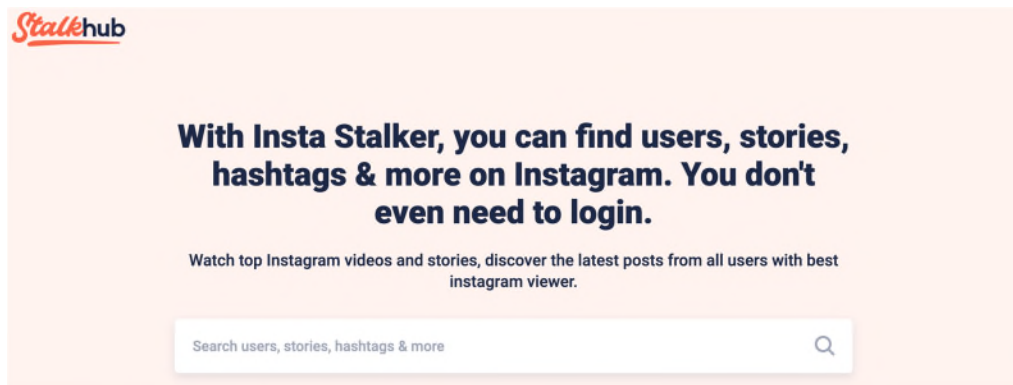 Stalkhub
With Insta Stalker, you can find users, stories,
hashtags & more on Instagram. You don't
even need to login.
Watch top Instagram videos and stories, discover the latest posts from all users with best
instagram viewer.
Search users, stories, hashtags & more